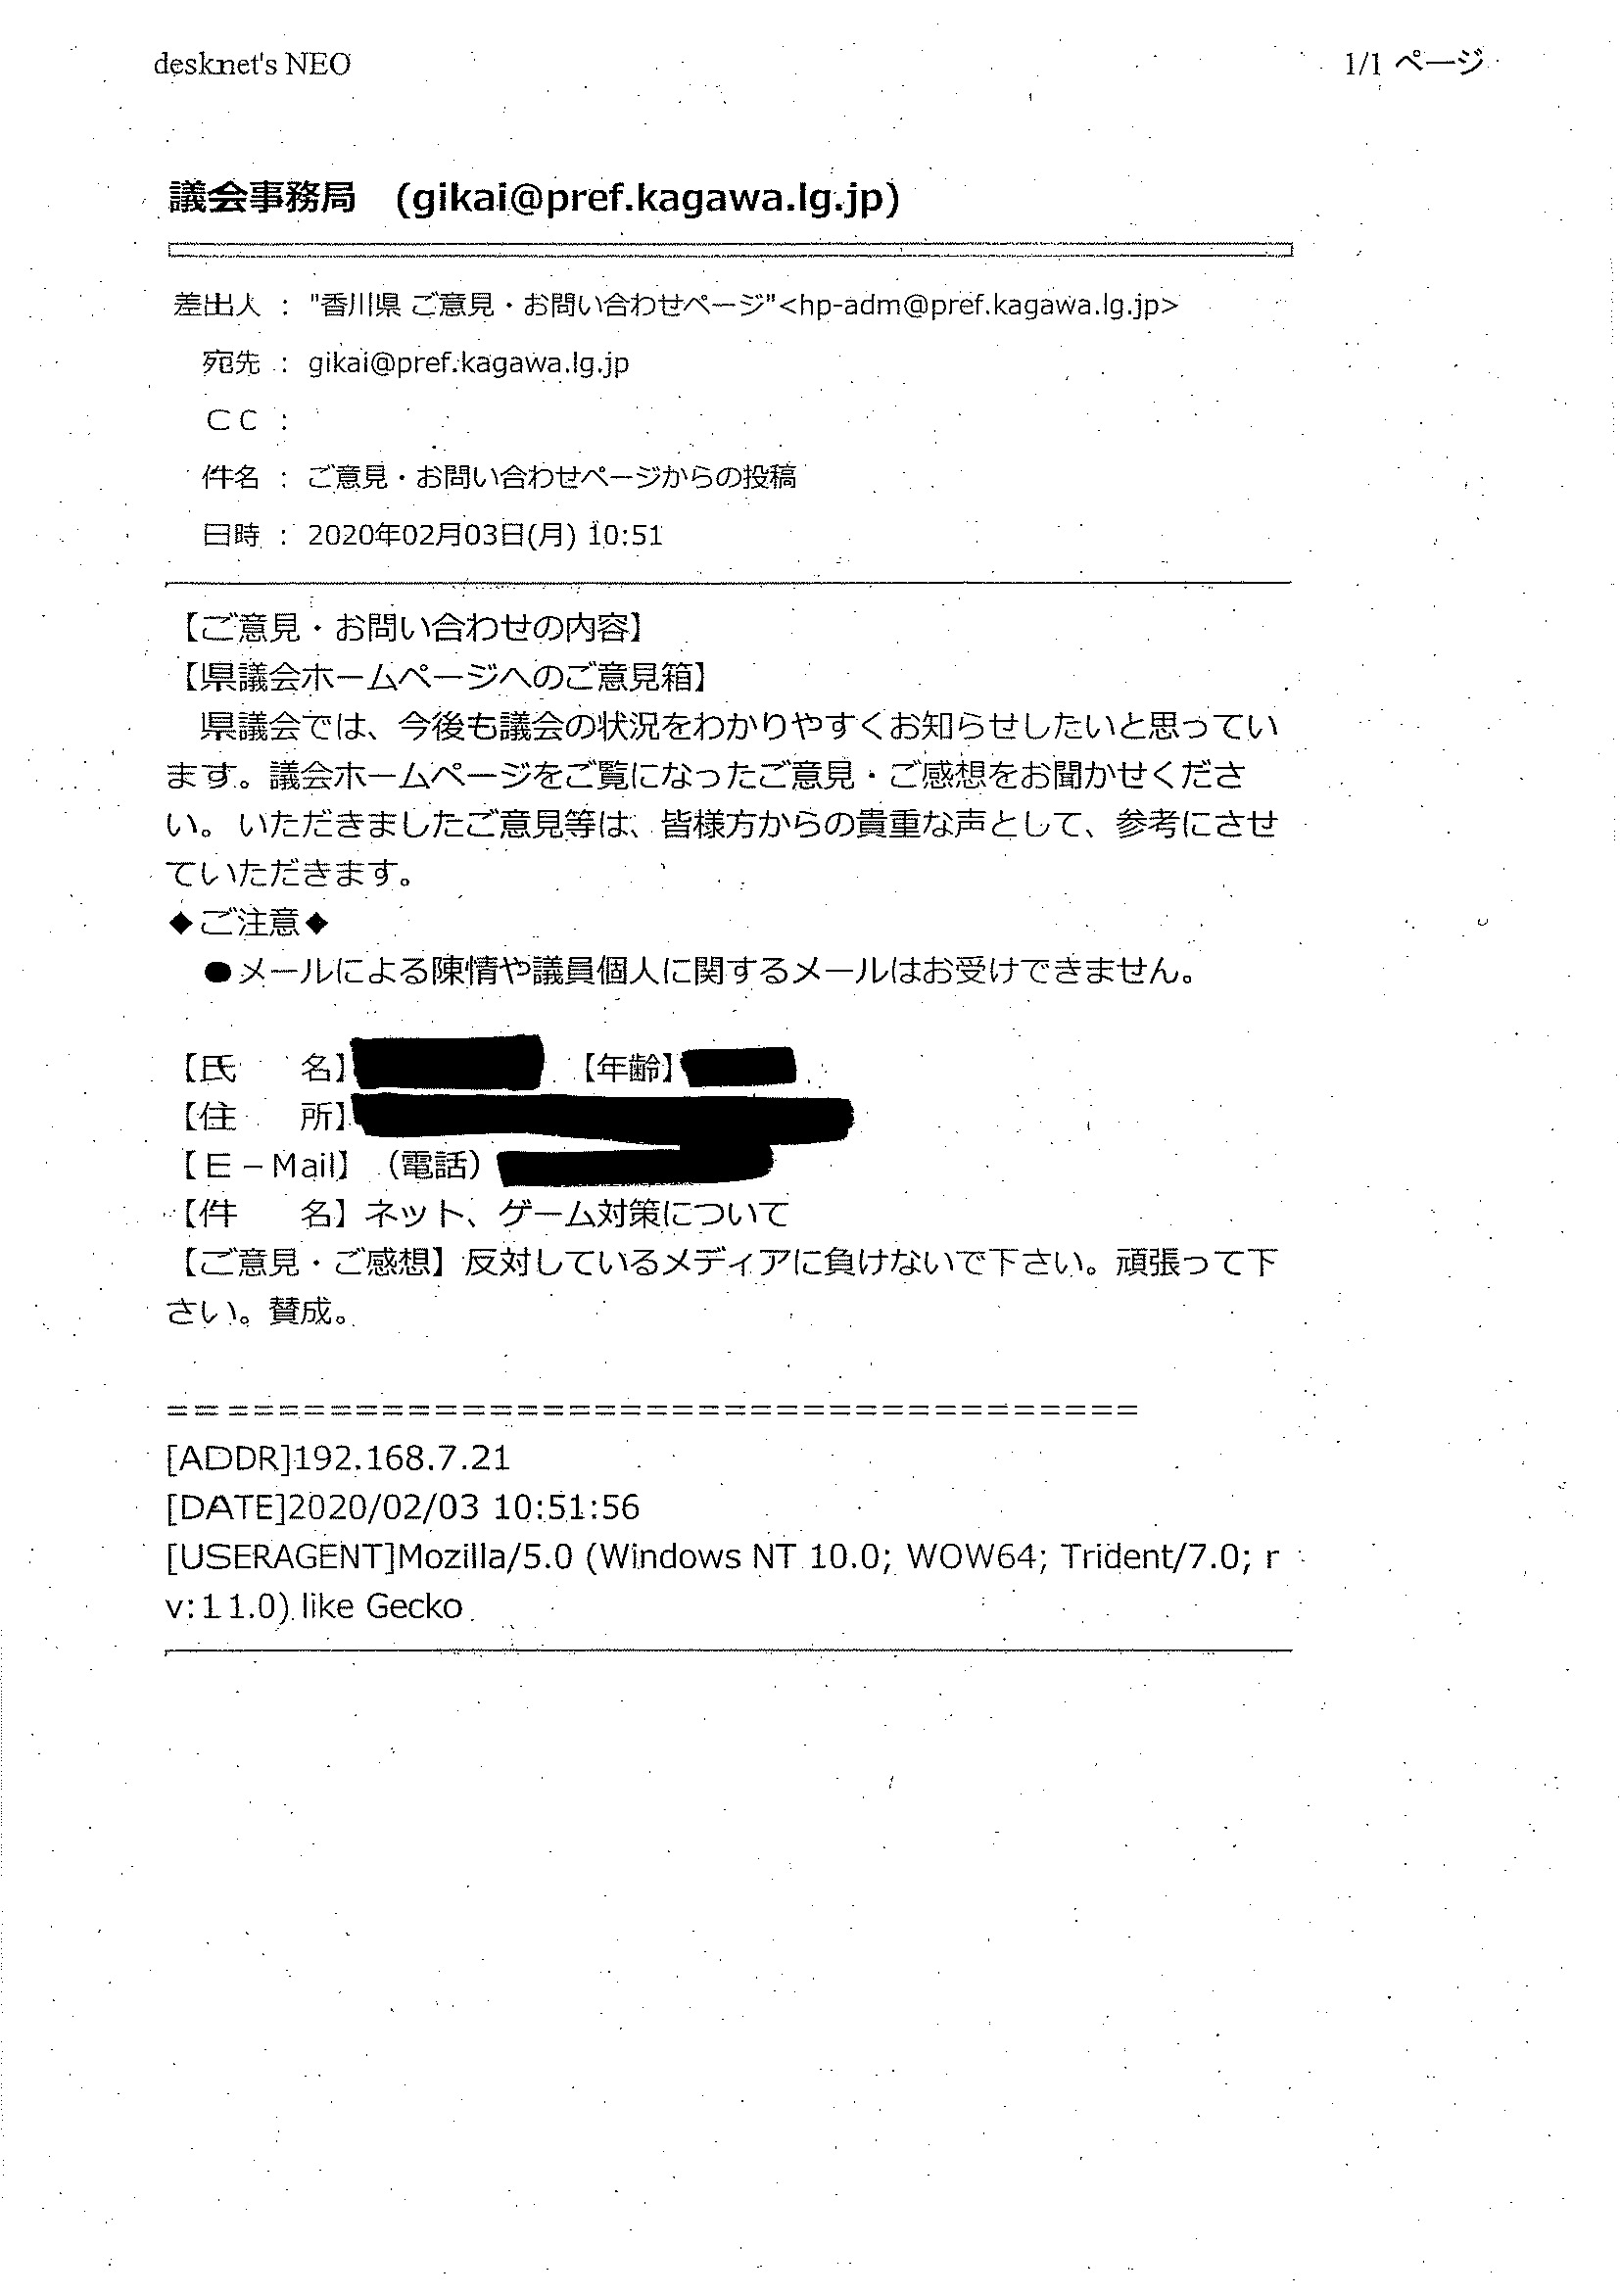 desknet's NEO 1/1 ページ
議会事務局 (gikai@pref.kagawa.lg.jp)
差出人 : "香川県 ご意見・お問い合わせページ"<hp-adm@pref.kagawa.lg.jp>
宛先 : gikai@pref.kagawa.lg.jp
ＣＣ :
件名 : ご意見・お問い合わせページからの投稿
日時 : 2020年02月03日(月) 10:51
【ご意見・お問い合わせの内容】
【県議会ホームページへのご意見箱】
　県議会では、今後も議会の状況をわかりやすくお知らせしたいと思ってい
ます。議会ホームページをご覧になったご意見・ご感想をお聞かせくださ
い。いただきましたご意見等は、皆様方からの貴重な声として、参考にさせ
ていただきます。
◆ご注意◆
　●メールによる陳情や議員個人に関するメールはお受けできません。
【氏　　名】　【年齢】
【住　　所】
【Ｅ－Mail】（電話）
【件　　名】ネット、ゲーム対策について
【ご意見・ご感想】反対しているメディアに負けないで下さい。頑張って下
さい。賛成。
=====================================
[ADDR]192.168.7.21
[DATE]2020/02/03 10:51:56
[USERAGENT]Mozilla/5.0 (Windows NT 10.0; WOW64; Trident/7.0; r
v:11.0) like Gecko